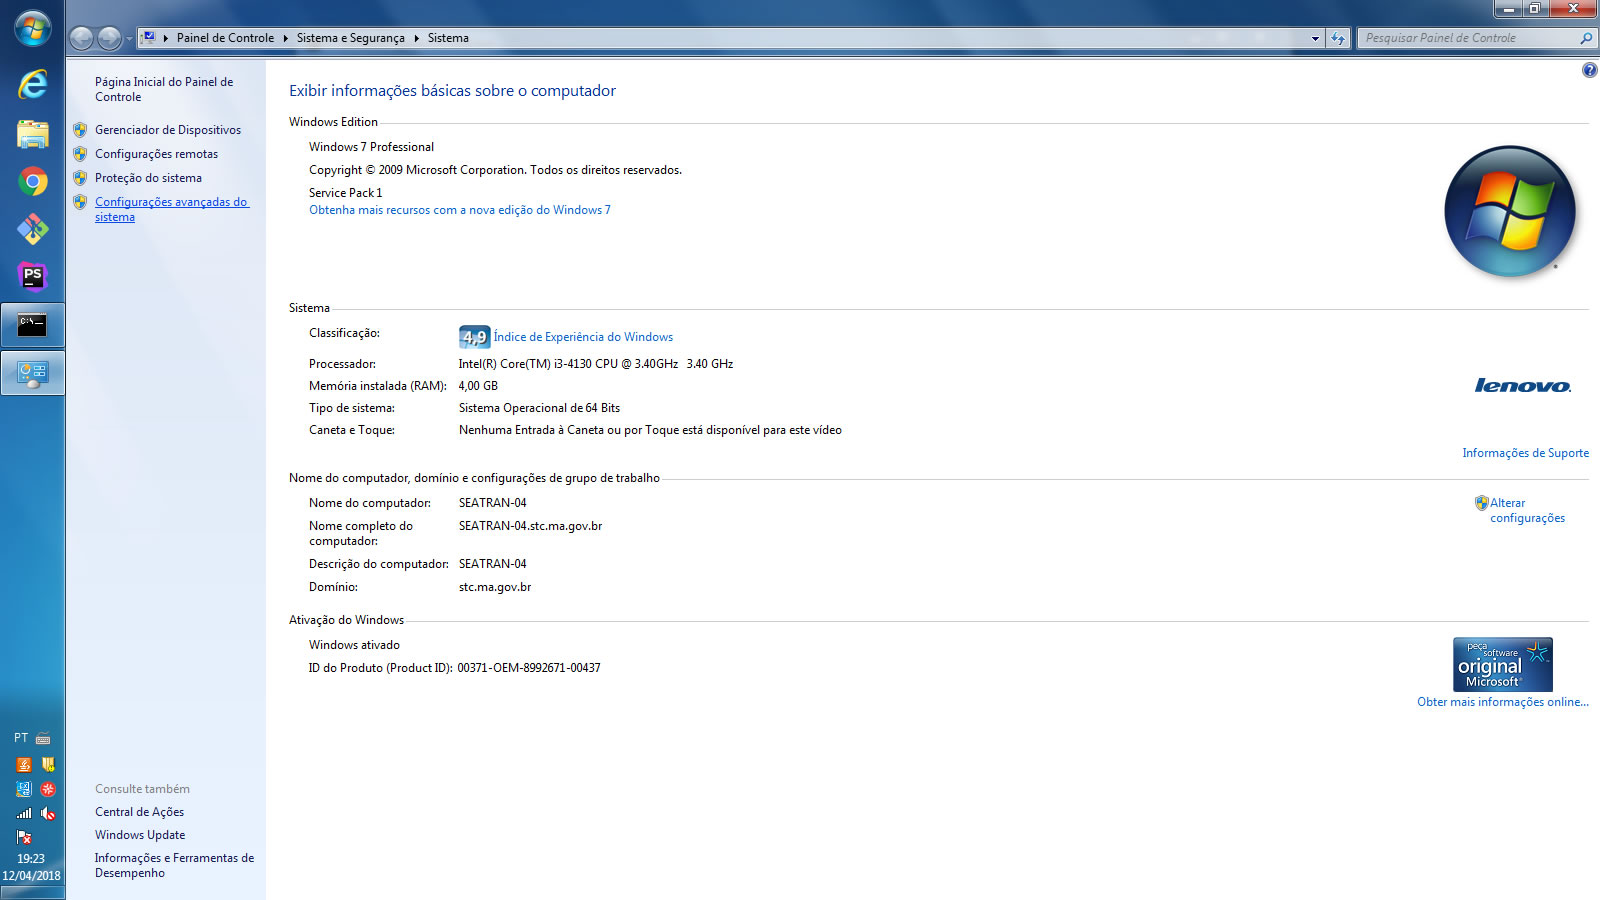 Painel de Controle
Sistema e Segurança
Sistema
Pesquisar Painel de Controle
Página Inicial do Painel de
Controle
Gerenciador de Dispositivos
Configurações remotas
Proteção do sistema
Configurações avançadas do
sistema
Exibir informações básicas sobre o computador
Windows Edition
Windows 7 Professional
Copyright © 2009 Microsoft Corporation. Todos os direitos reservados.
Service Pack 1
Obtenha mais recursos com a nova edição do Windows 7
Sistema
Classificação:
4,9 Índice de Experiência do Windows
Processador: Intel(R) Core(TM) i3-4130 CPU @ 3.40GHz 3.40 GHz
Memória instalada (RAM): 4,00 GB
Tipo de sistema: Sistema Operacional de 64 Bits
Caneta e Toque: Nenhuma Entrada à Caneta ou por Toque está disponível para este vídeo
lenovo.
Informações de Suporte
Nome do computador, domínio e configurações de grupo de trabalho
Nome do computador: SEATRAN-04
Nome completo do
computador:
SEATRAN-04.stc.ma.gov.br
Descrição do computador: SEATRAN-04
Domínio: stc.ma.gov.br
Alterar
configurações
Ativação do Windows
Windows ativado
ID do Produto (Product ID): 00371-OEM-8992671-00437
peça
software
original
Microsoft
Obter mais informações online...
Consulte também
Central de Ações
Windows Update
Informações e Ferramentas de
Desempenho
PS
C:\
PT
19:23
12/04/2018